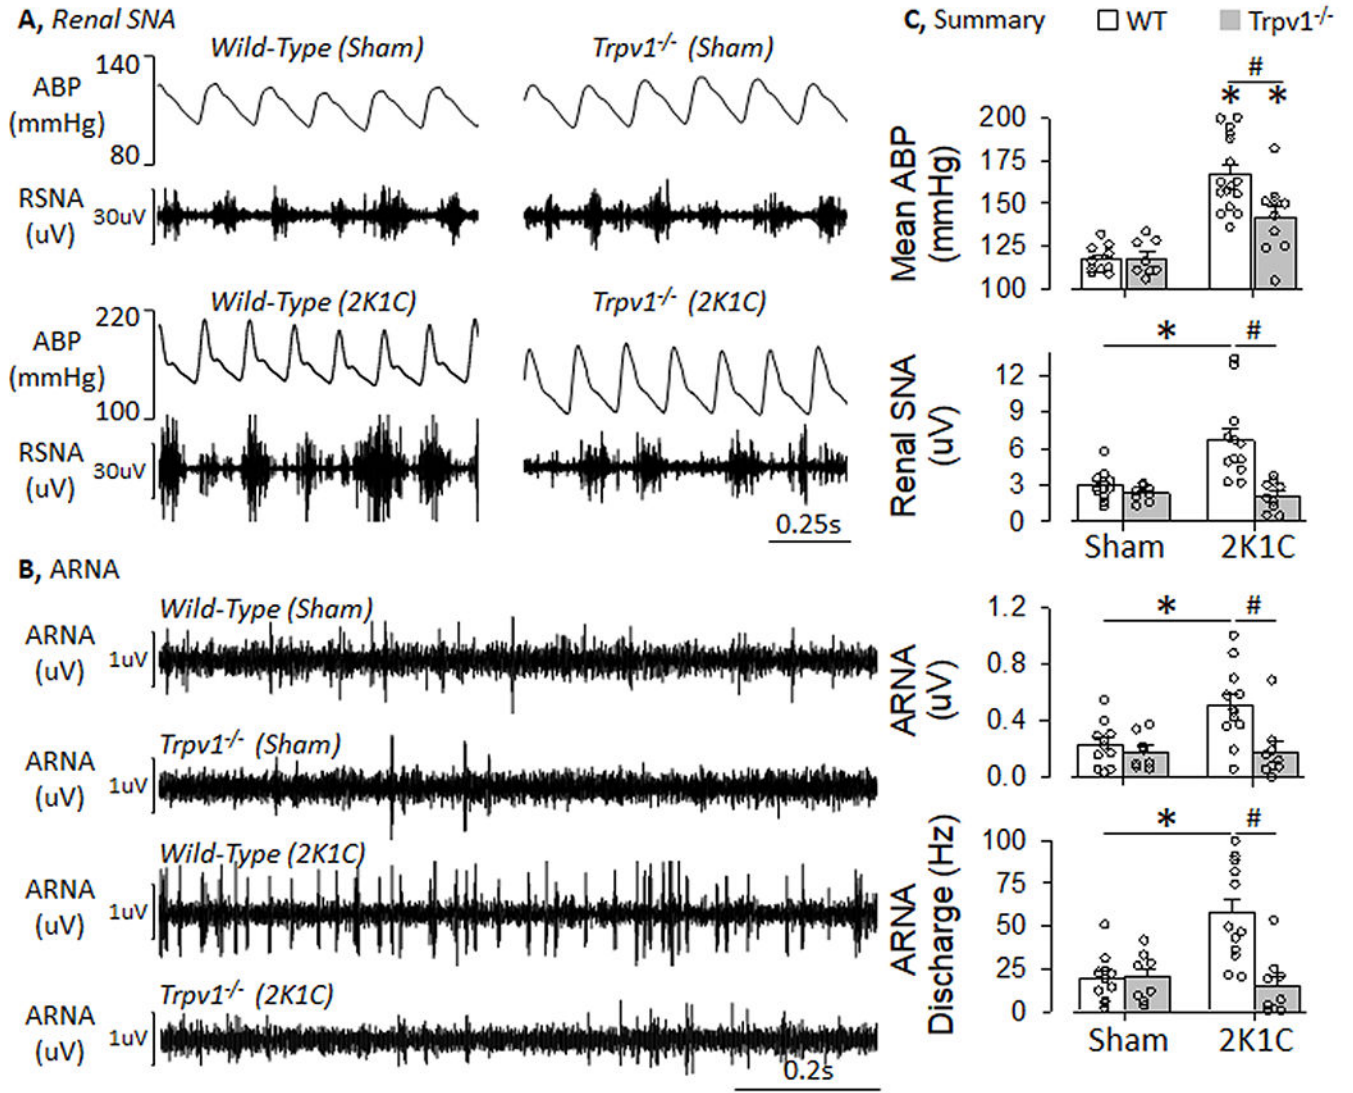 A, Renal SNA
Wild-Type (Sham)
Trpv1-/- (Sham)
140
ABP
(mmHg)
80
RSNA
(uV)
30uV
Wild-Type (2K1C)
Trpv1-/- (2K1C)
220
ABP
(mmHg)
100
RSNA
(uV)
30uV
0.25s
B, ARNA
Wild-Type (Sham)
ARNA
(uV)
1uV
Trpv1-/- (Sham)
ARNA
(uV)
1uV
Wild-Type (2K1C)
ARNA
(uV)
1uV
Trpv1-/- (2K1C)
ARNA
(uV)
1uV
0.2s
C, Summary
WT
Trpv1-/-
#
* *
Mean ABP
(mmHg)
200
175
150
125
100
* #
Renal SNA
(uV)
12
9
6
3
0
Sham 2K1C
* #
ARNA
(uV)
1.2
0.8
0.4
0.0
* #
ARNA
Discharge (Hz)
100
75
50
25
0
Sham 2K1C